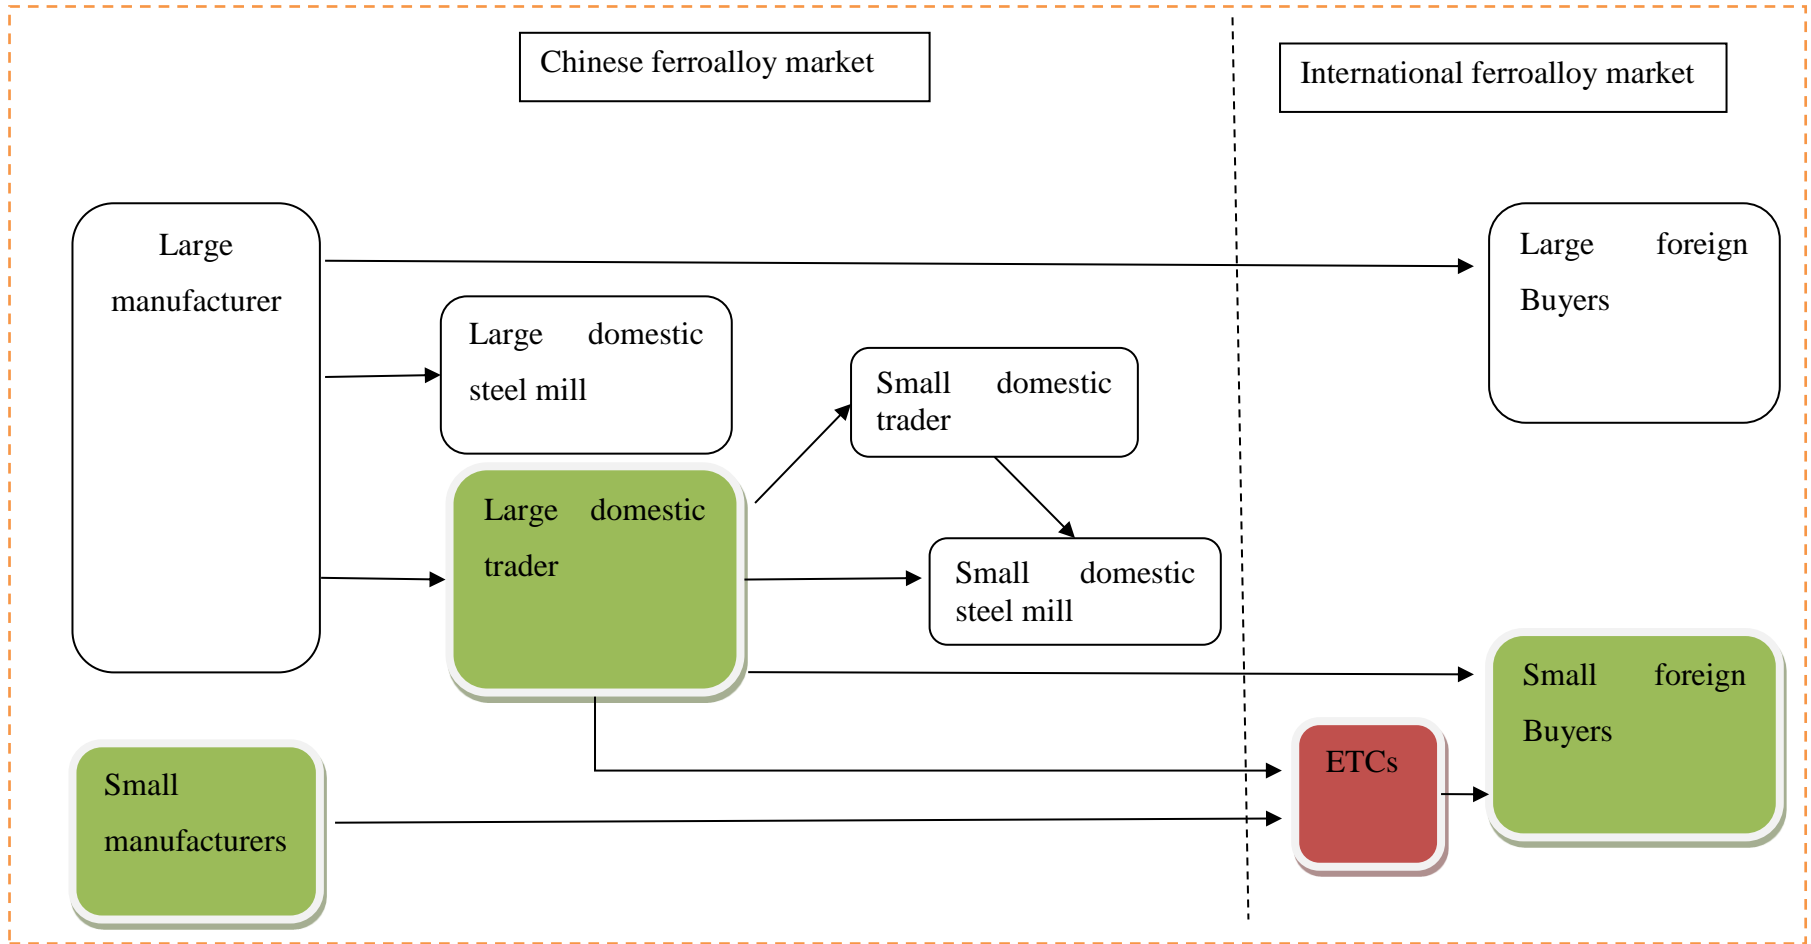 Chinese ferroalloy market
International ferroalloy market
Large
manufacturer
Large domestic
steel mill
Large domestic
trader
Small domestic
trader
Small domestic
steel mill
Large foreign
Buyers
Small foreign
Buyers
ETCs
Small
manufacturers